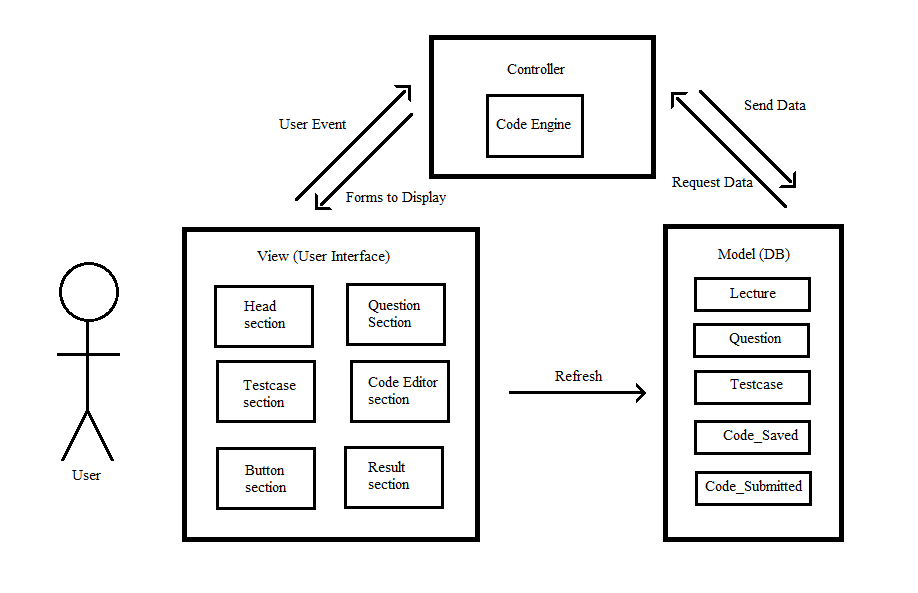 Controller
Code Engine
User Event
Forms to Display
Send Data
Request Data
View (User Interface)
Head
section
Question
Section
Testcase
section
Code Editor
section
Button
section
Result
section
Refresh
Model (DB)
Lecture
Question
Testcase
Code_Saved
Code_Submitted
User